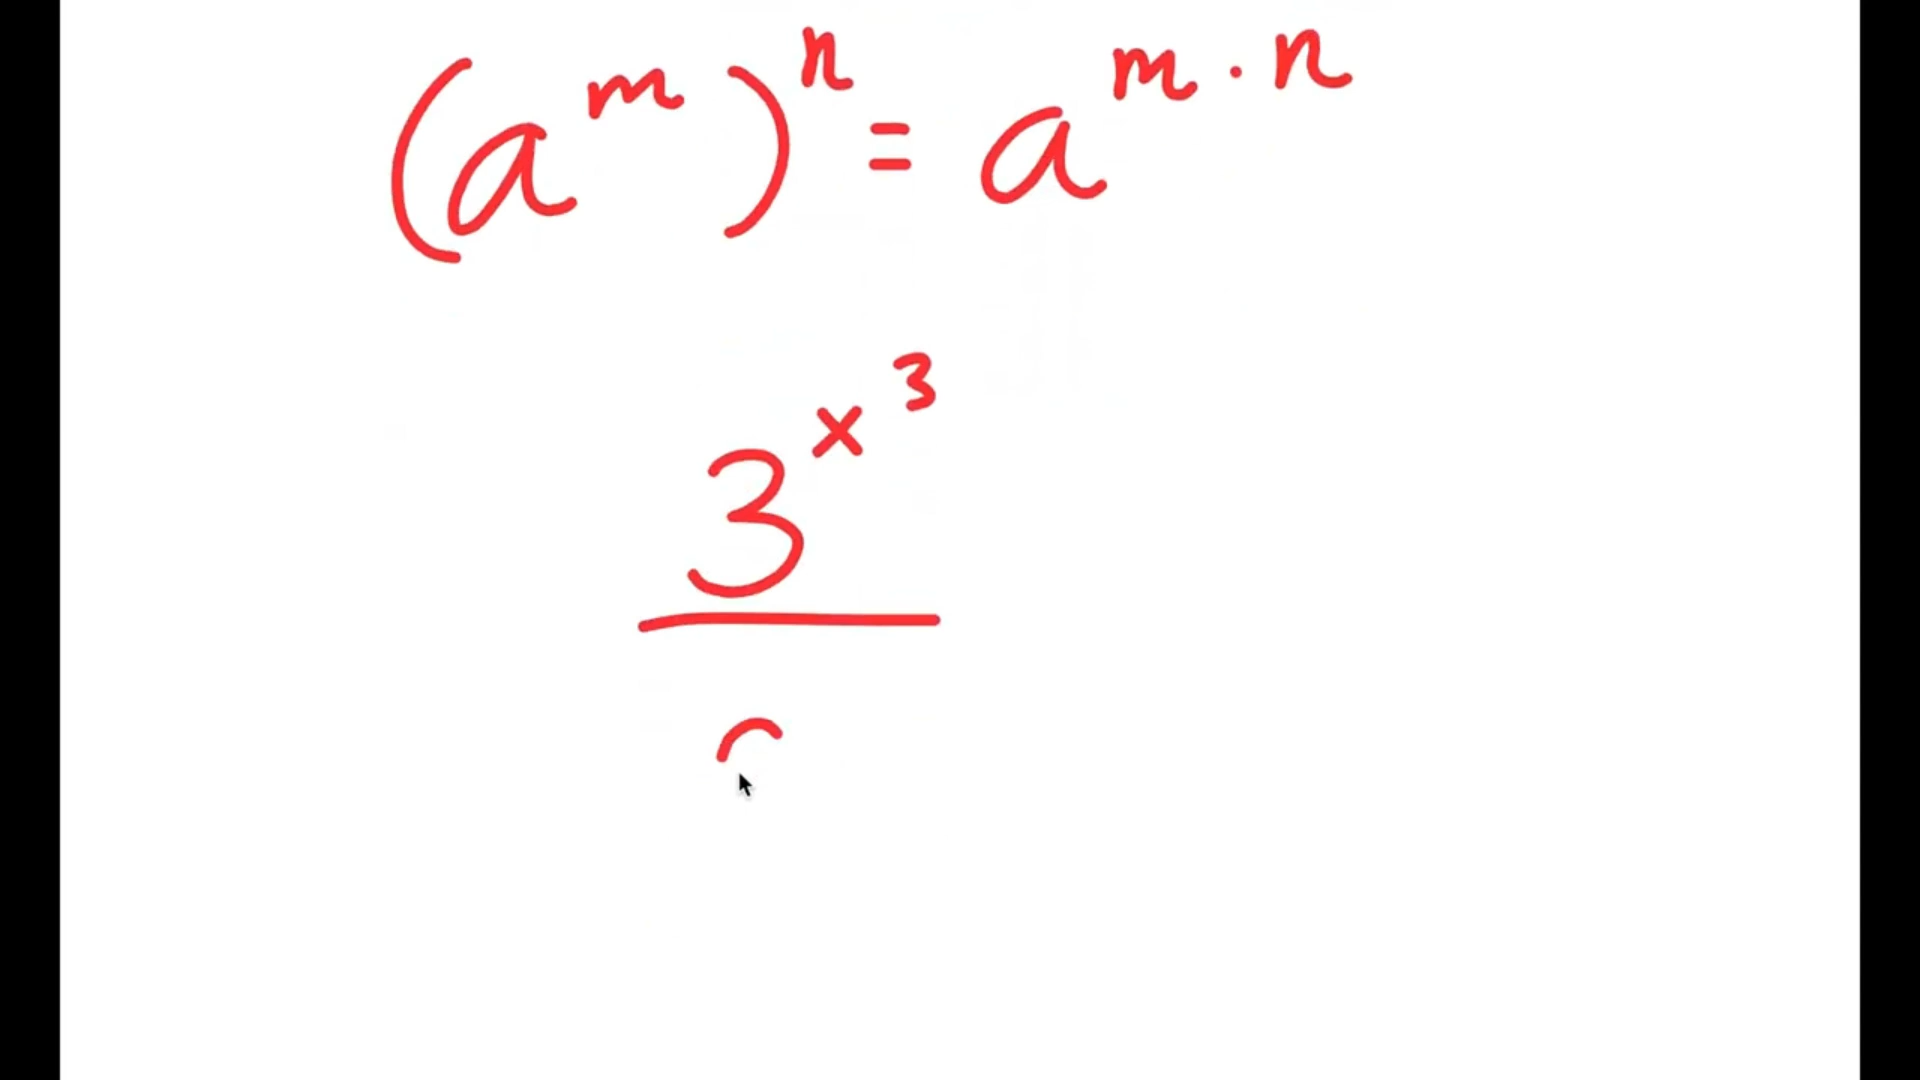 (a^m)^n = a^{m · n}
3^{x^3}